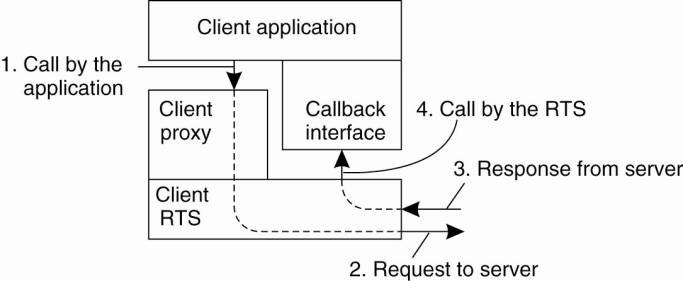 Client application
1. Call by the
application
Client
proxy
Callback
interface
4. Call by the RTS
3. Response from server
Client
RTS
2. Request to server